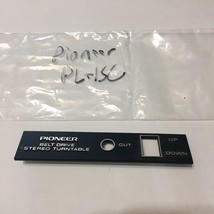 Pioneer
PL-15C
PIONEER
BELT DRIVE
STEREO TURNTABLE
CUT
UP
DOWN